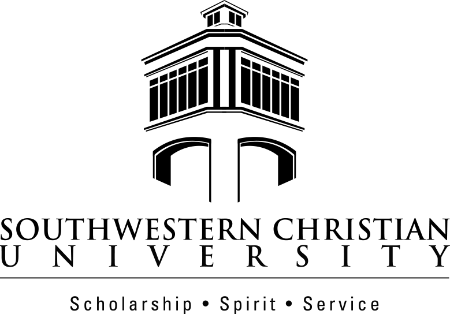 SOUTHWESTERN CHRISTIAN
UNIVERSITY
Scholarship • Spirit • Service